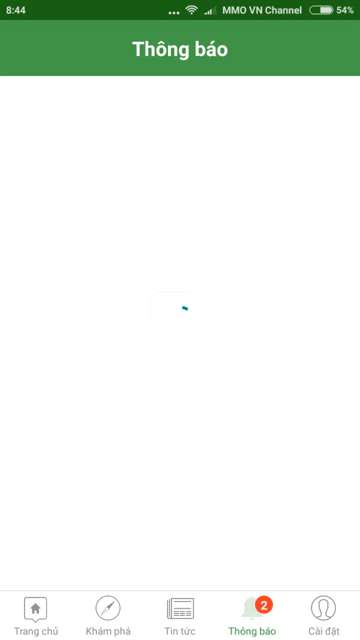 8:44 MMO VN Channel 54%
Thông báo
2
Trang chủ Khám phá Tin tức Thông báo Cài đặt